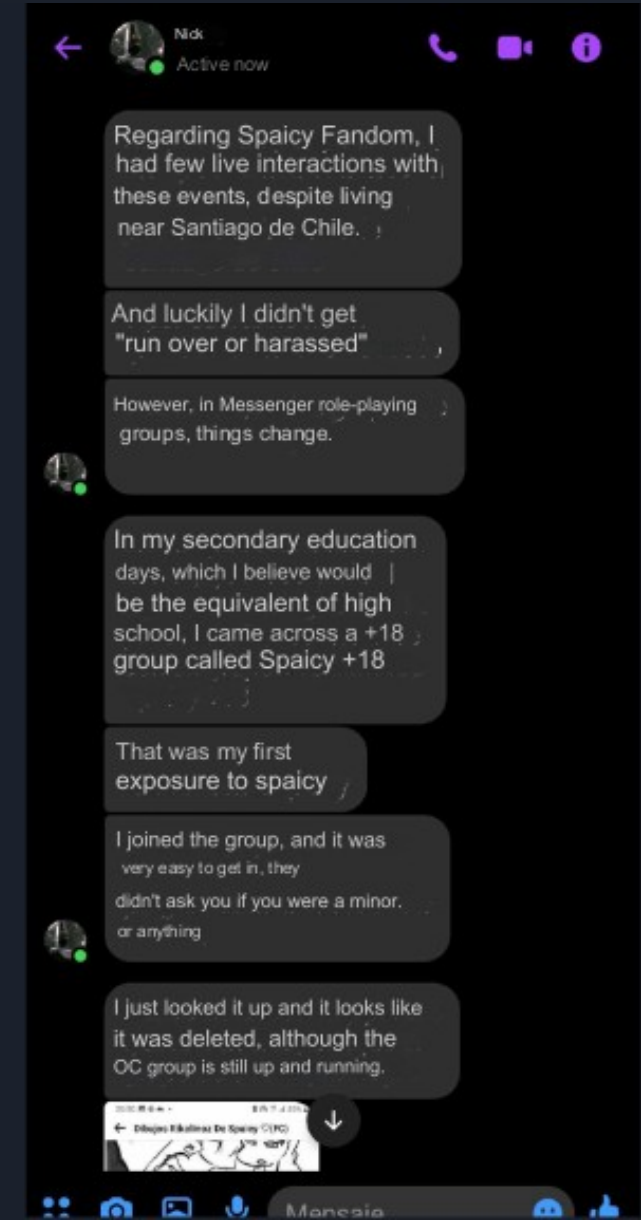 Nick
Active now
Regarding Spaicy Fandom, I
had few live interactions with
these events, despite living
near Santiago de Chile.
And luckily I didn't get
"run over or harassed"
However, in Messenger role-playing
groups, things change.
In my secondary education
days, which I believe would
be the equivalent of high
school, I came across a +18
group called Spaicy +18
That was my first
exposure to spaicy
I joined the group, and it was
very easy to get in, they
didn't ask you if you were a minor.
or anything
I just looked it up and it looks like
it was deleted, although the
OC group is still up and running.
Dibujos Rikolinos De Spaicy
Mensaje